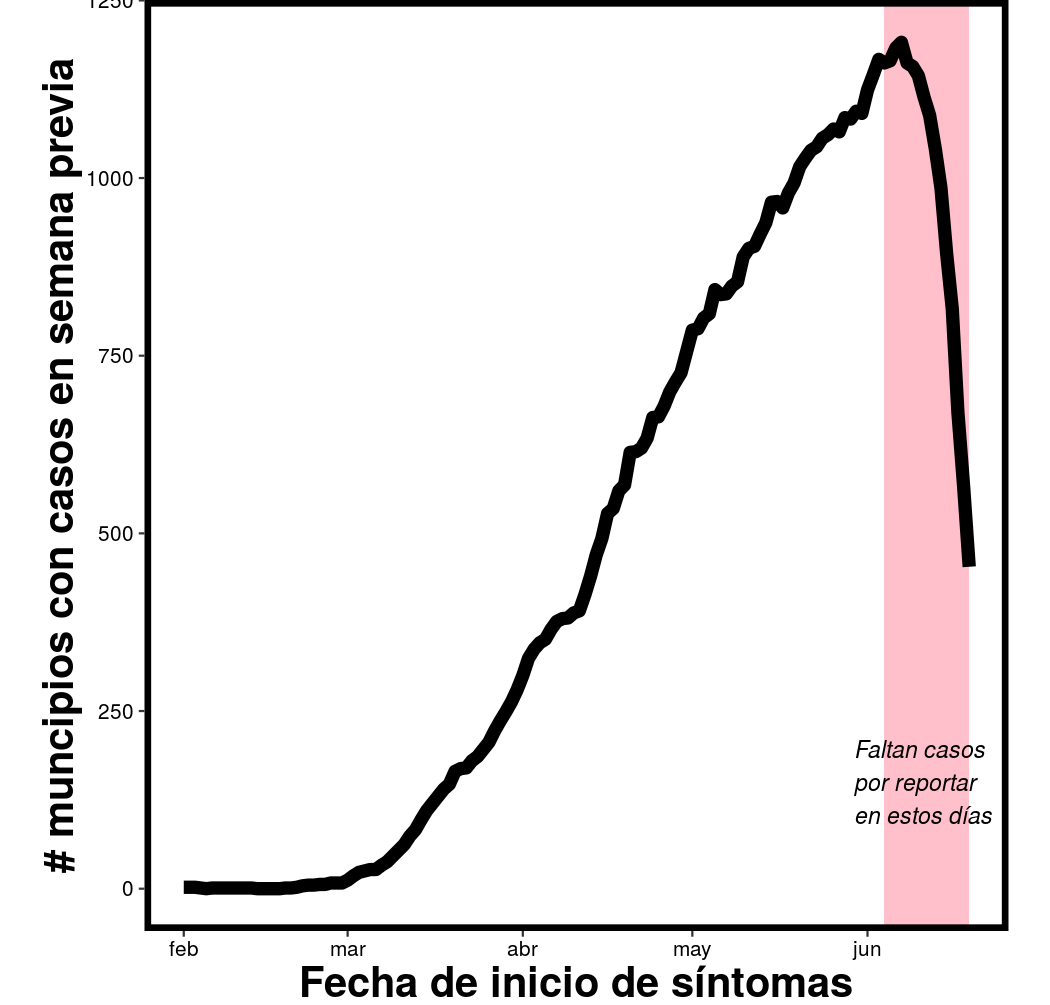 # muncipios con casos en semana previa
1250
1000
750
500
250
0
Faltan casos
por reportar
en estos días
feb mar abr may jun
Fecha de inicio de síntomas